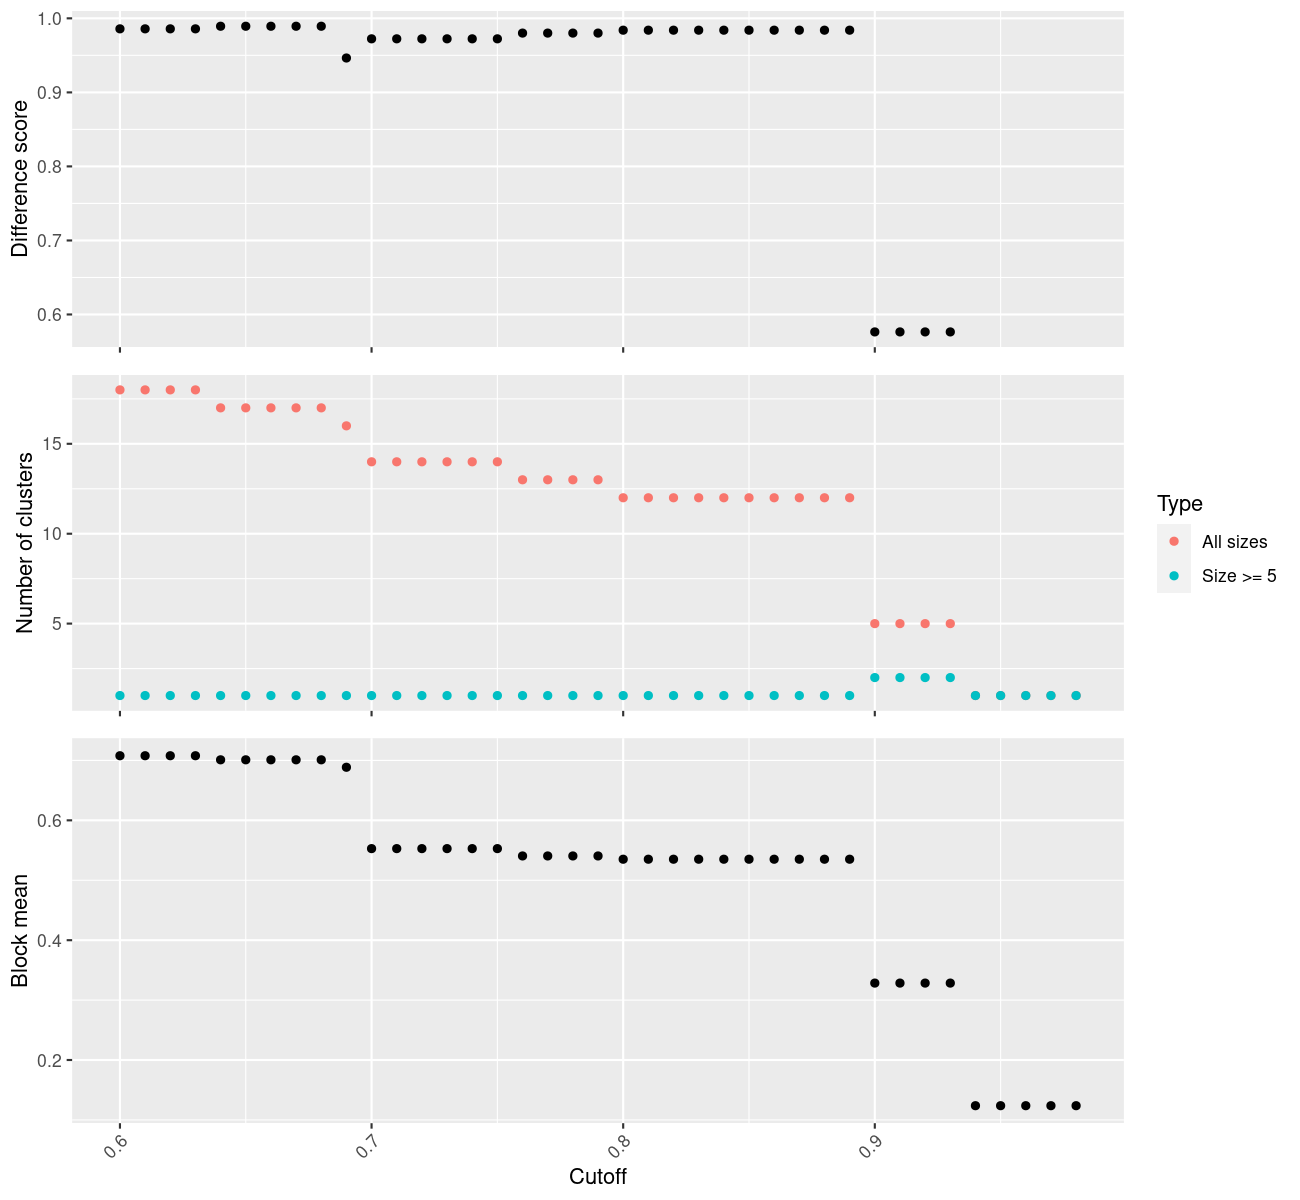 Difference score
1.0
0.9
0.8
0.7
0.6
Number of clusters
15
10
5
Type
All sizes
Size >= 5
Block mean
0.6
0.4
0.2
0.6
0.7
0.8
0.9
Cutoff